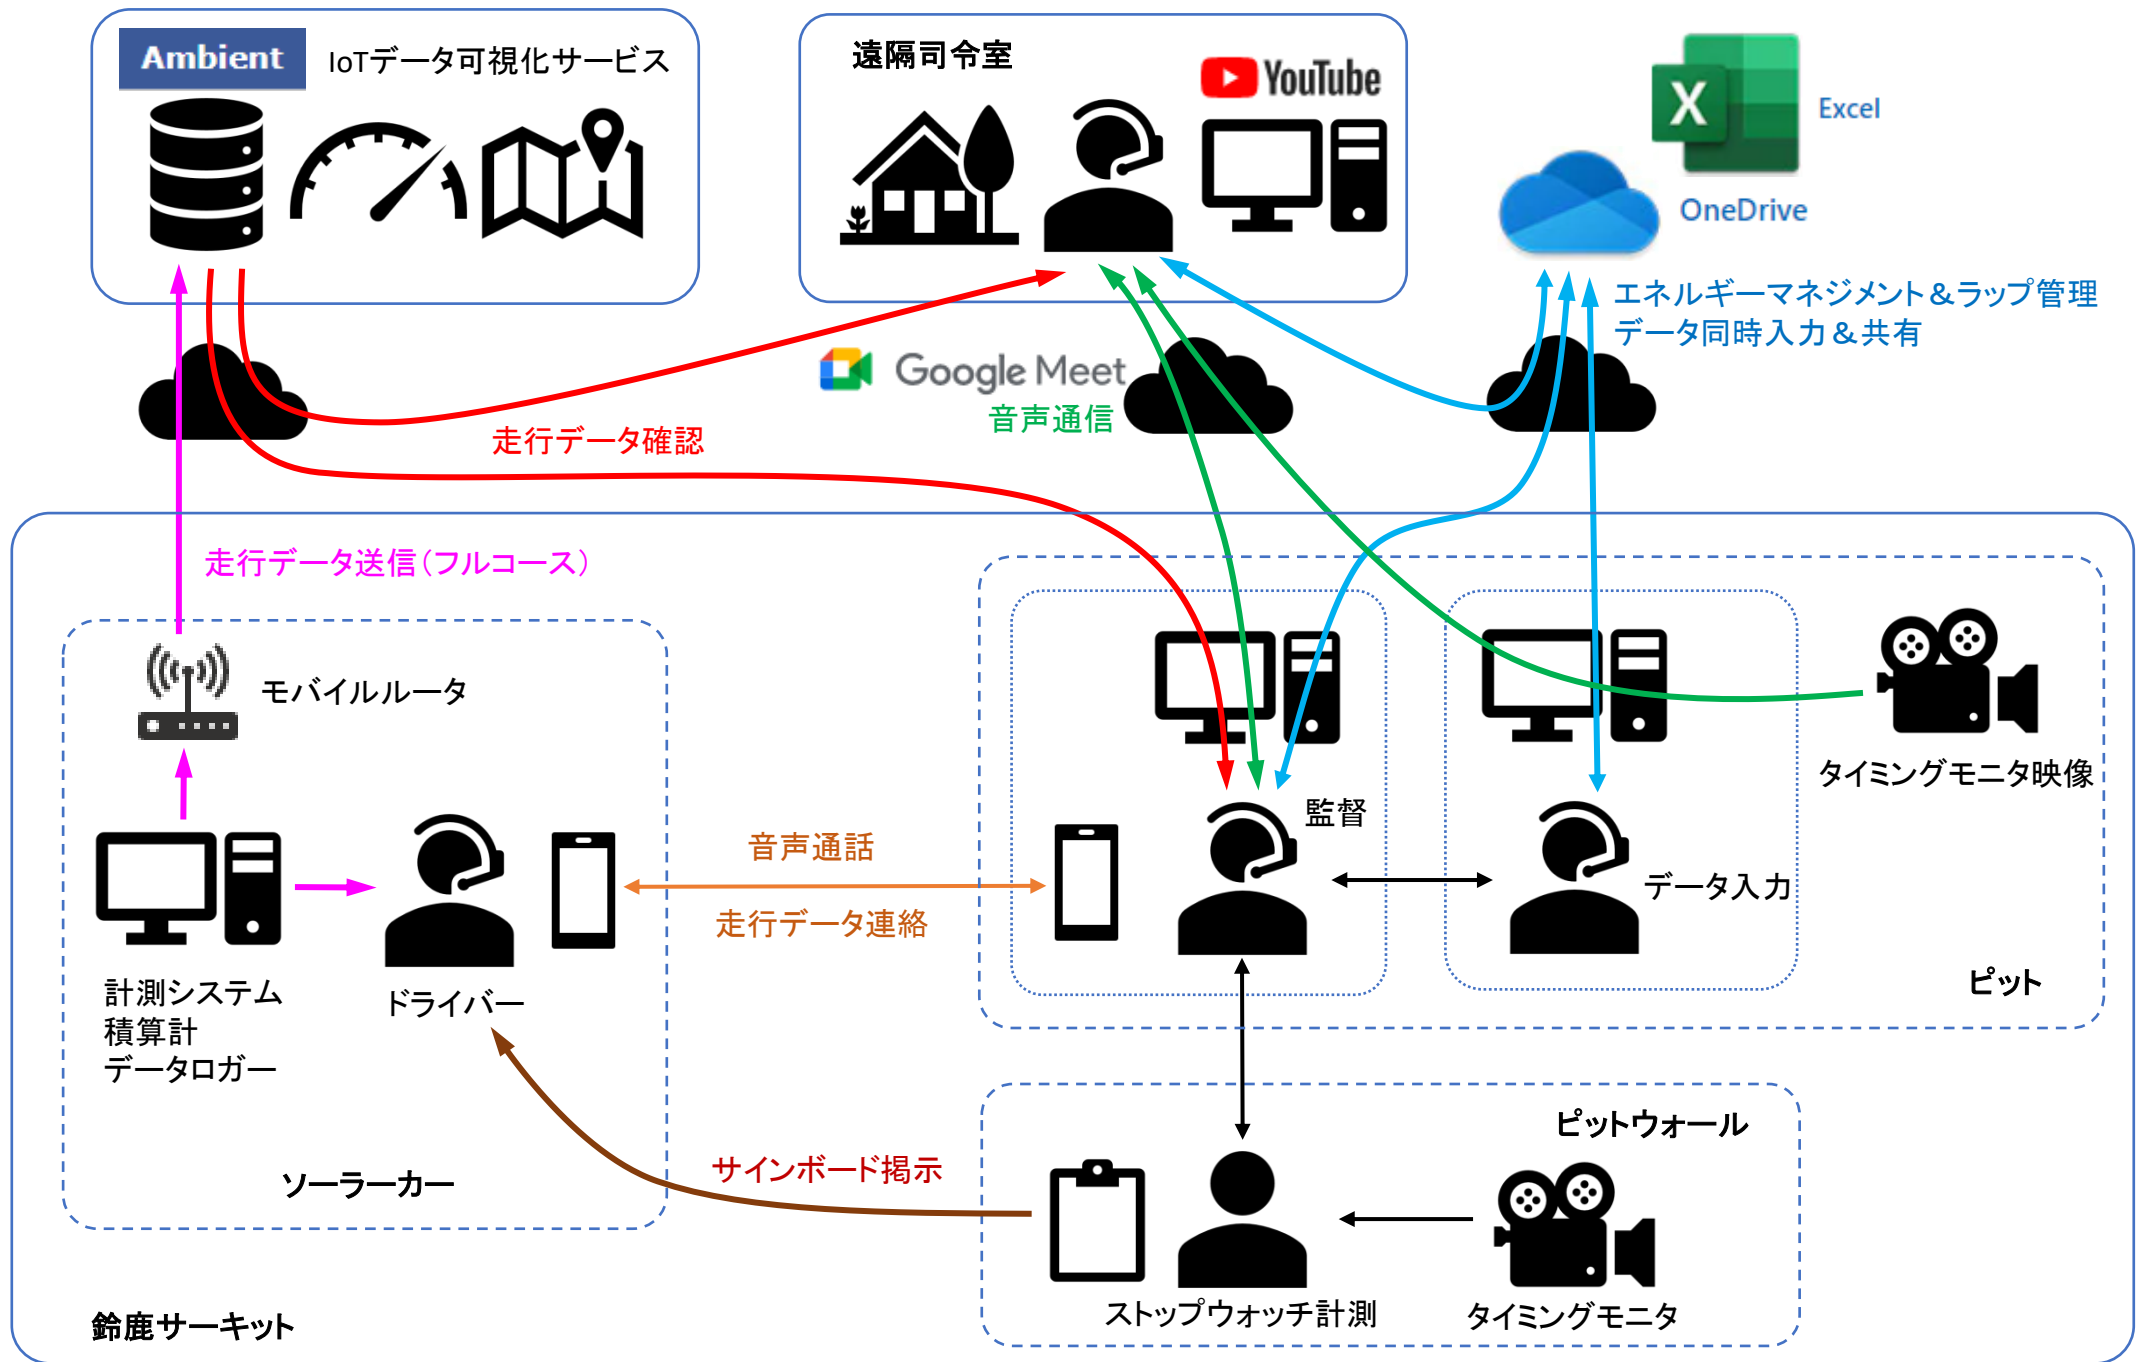 Ambient
IoTデータ可視化サービス
遠隔司令室
YouTube
Excel
OneDrive
エネルギーマネジメント&ラップ管理
データ同時入力&共有
Google Meet
音声通信
走行データ確認
走行データ送信(フルコース)
モバイルルータ
タイミングモニタ映像
監督
音声通話
走行データ連絡
データ入力
計測システム
積算計
データロガー
ドライバー
ピット
ピットウォール
サインボード掲示
ソーラーカー
ストップウォッチ計測
タイミングモニタ
鈴鹿サーキット